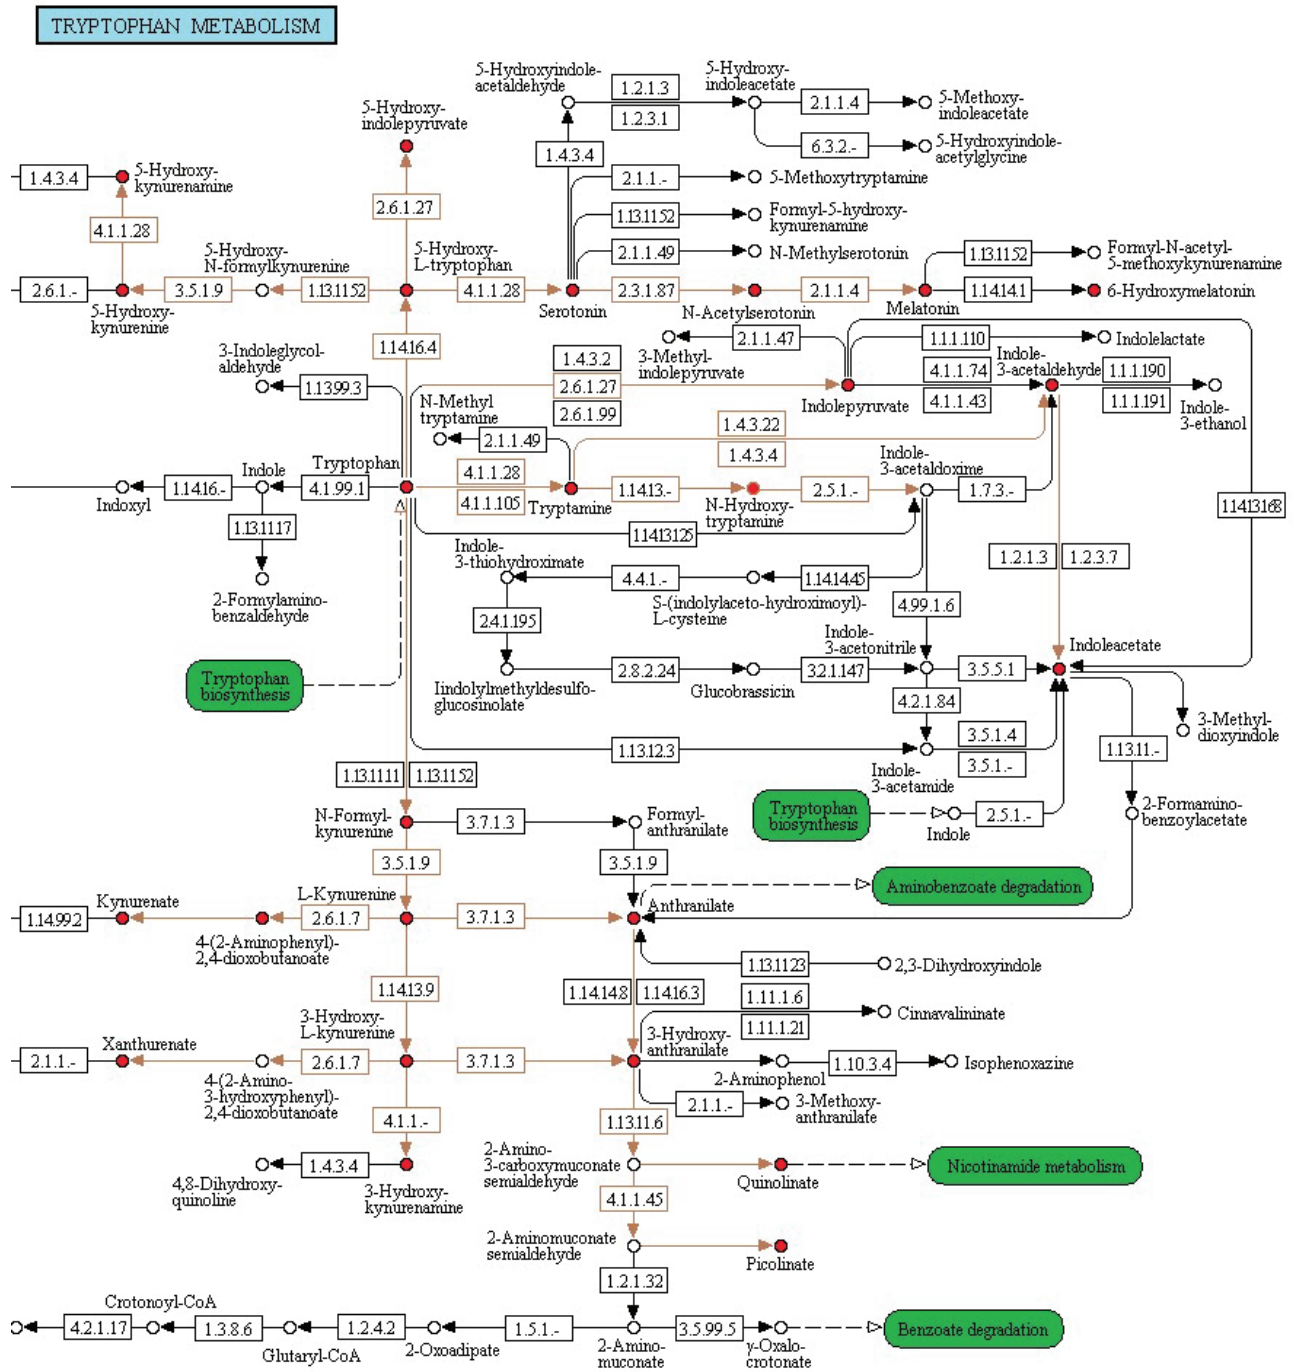 TRYPTOPHAN METABOLISM
5-Hydroxyindole-
acetaldehyde
1.2.1.3
1.2.3.1
5-Hydroxy-
indoleacetate
2.1.1.4
5-Methoxy-
indoleacetate
5-Hydroxy-
indolepyruvate
1.4.3.4
6.3.2.-
5-Hydroxyindole-
acetylglycine
1.4.3.4
5-Hydroxy-
kynurenamine
2.1.1.-
5-Methoxytryptamine
2.6.1.27
4.1.1.28
1.13.11.52
Formyl-5-hydroxy-
kynurenamine
5-Hydroxy-
N-formylkynurenine
5-Hydroxy-
L-tryptophan
2.1.1.49
N-Methylserotonin
1.13.11.52
Formyl-N-acetyl-
5-methoxykynurenamine
2.6.1.-
3.5.1.9
1.13.11.52
4.1.1.28
2.3.1.87
2.1.1.4
1.14.14.1
6-Hydroxymelatonin
5-Hydroxy-
kynurenine
Serotonin
N-Acetylserotonin
Melatonin
1.14.16.4
3-Indoleglycol
aldehyde
1.1.3.99.3
1.4.3.2
2.6.1.27
2.6.1.99
2.1.1.47
3-Methyl-
indolepyruvate
1.1.1.110
Indolelactate
Indole-
3-acetaldehyde
4.1.1.74
4.1.1.43
1.1.1.190
1.1.1.191
Indole-
3-ethanol
Indolepyruvate
N-Methyl
tryptamine
2.1.1.49
1.4.3.22
1.4.3.4
Indole-
3-acetaldoxime
Indoxyl
1.14.16.-
Indole
4.1.99.1
Tryptophan
4.1.1.28
4.1.1.105
Tryptamine
1.14.13.-
N-Hydroxy-
tryptamine
2.5.1.-
1.7.3.-
1.14.13.168
1.13.11.17
1.14.13.125
2-Formylamino-
benzaldehyde
Indole-
3-thiohydroximate
4.4.1.-
1.14.14.45
S-(indolylaceto-hydroximoyl)-
L-cysteine
1.2.1.3
1.2.3.7
2.4.1.195
4.99.1.6
Indole-
3-acetonitrile
Indoleacetate
Tryptophan
biosynthesis
Iindolylmethyldesulfo-
glucosinolate
2.8.2.24
Glucobrassicin
3.2.1.147
3.5.5.1
4.2.1.84
3-Methyl-
dioxyindole
1.13.12.3
3.5.1.4
3.5.1.-
1.13.11.-
Indole-
3-acetamide
1.13.11.11
1.13.11.52
Tryptophan
biosynthesis
Indole
2.5.1.-
2-Formamino-
benzoylacetate
N-Formyl-
kynurenine
3.7.1.3
Formyl-
anthranilate
3.5.1.9
3.5.1.9
Aminobenzoate degradation
Kynurenate
L-Kynurenine
Anthranilate
1.14.99.2
2.6.1.7
3.7.1.3
4-(2-Aminophenyl)-
2,4-dioxobutanoate
1.13.11.23
2,3-Dihydroxyindole
1.14.13.9
1.14.14.8
1.14.16.3
1.11.1.6
1.11.1.21
Cinnavalininate
3-Hydroxy-
L-kynurenine
3-Hydroxy-
anthranilate
Xanthurenate
2.1.1.-
2.6.1.7
3.7.1.3
2-Aminophenol
1.10.3.4
Isophenoxazine
4-(2-Amino-
3-hydroxyphenyl)-
2,4-dioxobutanoate
2.1.1.-
3-Methoxy-
anthranilate
4.1.1.-
1.13.11.6
1.4.3.4
4,8-Dihydroxy-
quinoline
3-Hydroxy-
kynurenamine
2-Amino-
3-carboxymuconate
semialdehyde
Quinolinate
Nicotinamide metabolism
4.1.1.45
2-Aminomuconate
semialdehyde
Picolinate
1.2.1.32
Crotonoyl-CoA
4.2.1.17
1.3.8.6
Glutaryl-CoA
1.2.4.2
2-Oxoadipate
1.5.1.-
2-Amino-
muconate
3.5.99.5
γ-Oxalo-
crotonate
Benzoate degradation